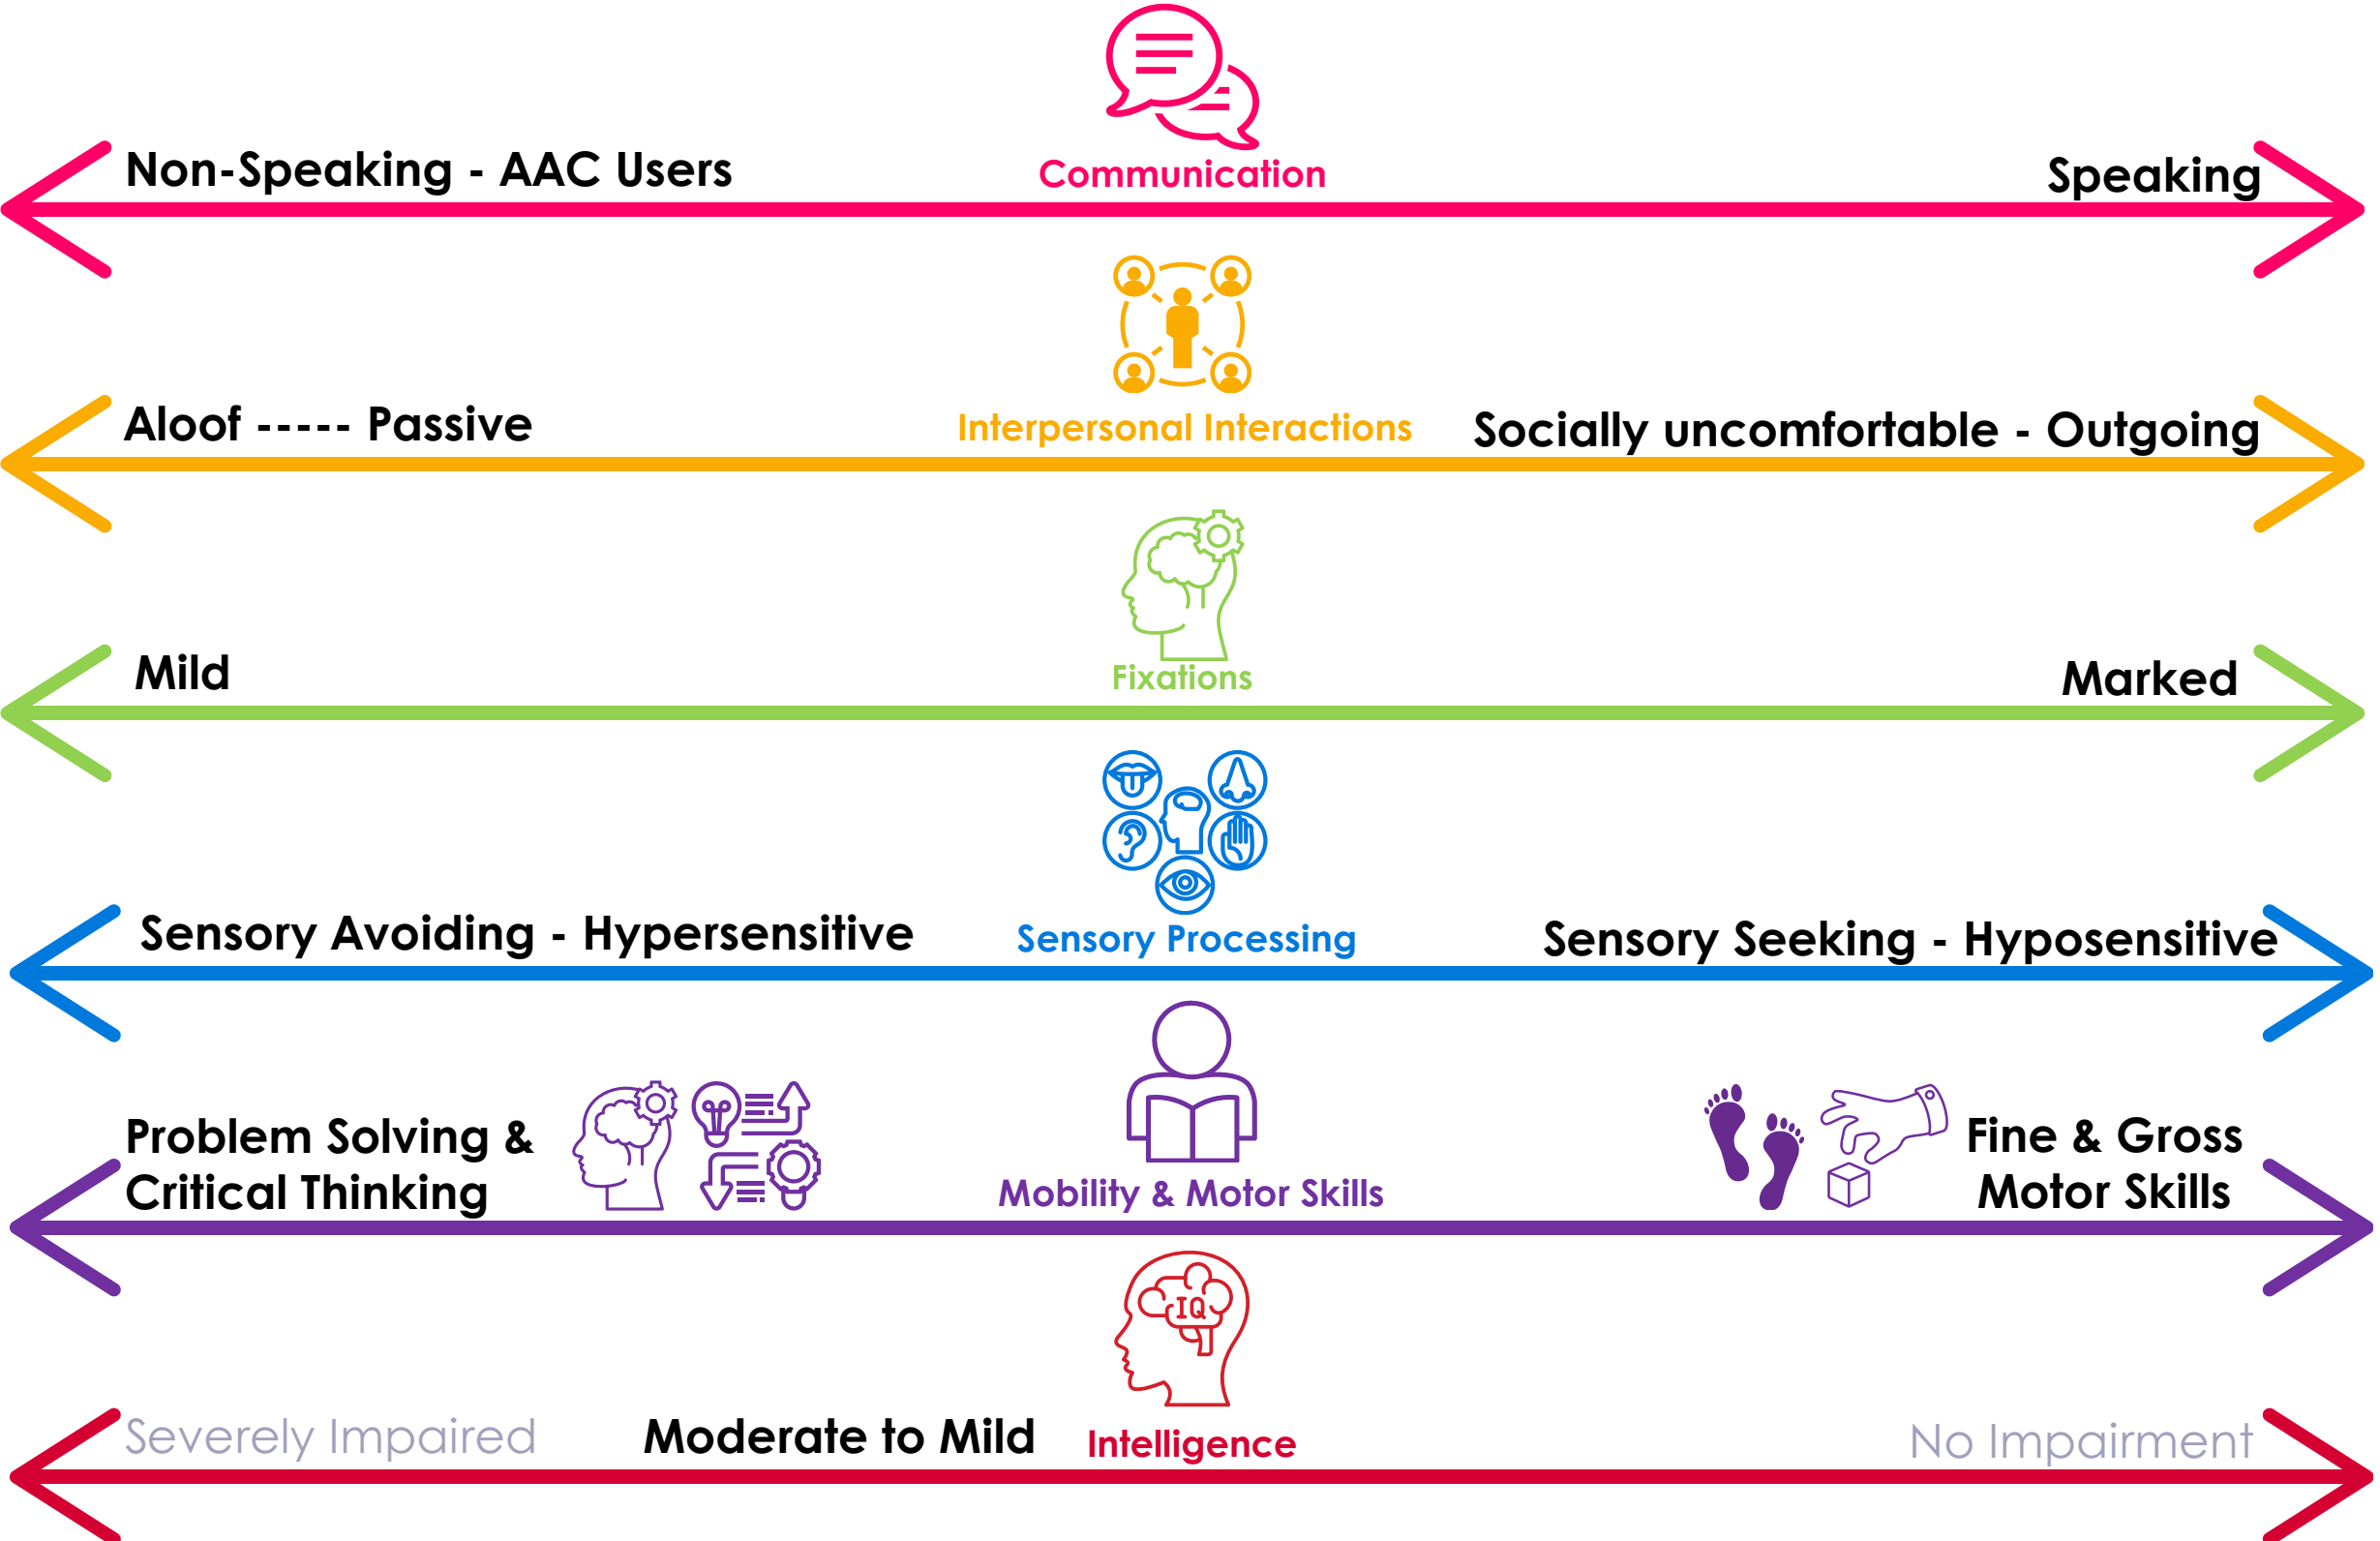 Non-Speaking - AAC Users
Communication
Speaking
Aloof ----- Passive
Interpersonal Interactions
Socially uncomfortable - Outgoing
Mild
Fixations
Marked
Sensory Avoiding - Hypersensitive
Sensory Processing
Sensory Seeking - Hyposensitive
Problem Solving &
Critical Thinking
Mobility & Motor Skills
Fine & Gross
Motor Skills
IQ
Severely Impaired
Moderate to Mild
Intelligence
No Impairment